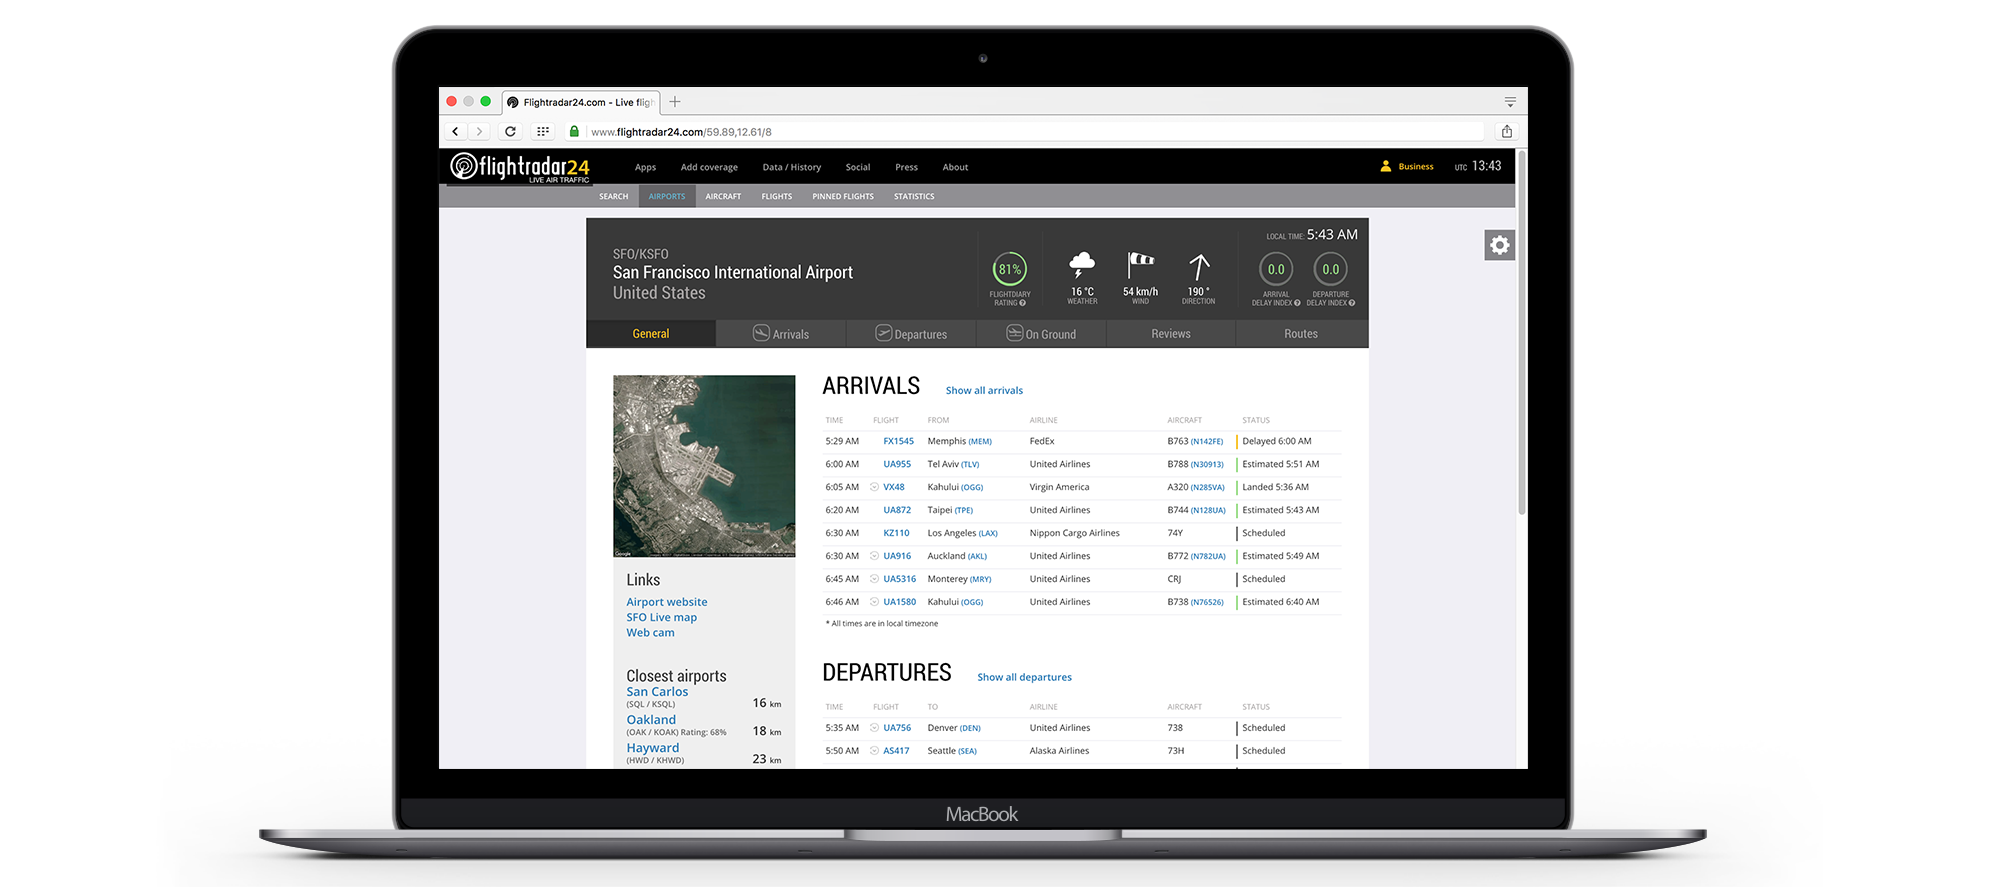 Flightradar24.com - Live fligh
www.flightradar24.com/59.89,12.61/8
flightradar24
LIVE AIR TRAFFIC
Apps Add coverage Data / History Social Press About
Business UTC 13:43
SEARCH AIRPORTS AIRCRAFT FLIGHTS PINNED FLIGHTS STATISTICS
LOCAL TIME: 5:43 AM
SFO/KSFO
San Francisco International Airport
United States
81%
FLIGHTDIARY
RATING ?
16 °C
WEATHER
54 km/h
WIND
190 °
DIRECTION
0.0
ARRIVAL
DELAY INDEX ?
0.0
DEPARTURE
DELAY INDEX ?
General Arrivals Departures On Ground Reviews Routes
Google
Links
Airport website
SFO Live map
Web cam
Closest airports
San Carlos
(SQL / KSQL) 16 km
Oakland
(OAK / KOAK) Rating: 68% 18 km
Hayward
(HWD / KHWD) 23 km
ARRIVALS Show all arrivals
TIME FLIGHT FROM AIRLINE AIRCRAFT STATUS
5:29 AM FX1545 Memphis (MEM) FedEx B763 (N142FE) Delayed 6:00 AM
6:00 AM UA955 Tel Aviv (TLV) United Airlines B788 (N30913) Estimated 5:51 AM
6:05 AM VX48 Kahului (OGG) Virgin America A320 (N285VA) Landed 5:36 AM
6:20 AM UA872 Taipei (TPE) United Airlines B744 (N128UA) Estimated 5:43 AM
6:30 AM KZ110 Los Angeles (LAX) Nippon Cargo Airlines 74Y Scheduled
6:30 AM UA916 Auckland (AKL) United Airlines B772 (N782UA) Estimated 5:49 AM
6:45 AM UA5316 Monterey (MRY) United Airlines CRJ Scheduled
6:46 AM UA1580 Kahului (OGG) United Airlines B738 (N76526) Estimated 6:40 AM
* All times are in local timezone
DEPARTURES Show all departures
TIME FLIGHT TO AIRLINE AIRCRAFT STATUS
5:35 AM UA756 Denver (DEN) United Airlines 738 Scheduled
5:50 AM AS417 Seattle (SEA) Alaska Airlines 73H Scheduled
MacBook